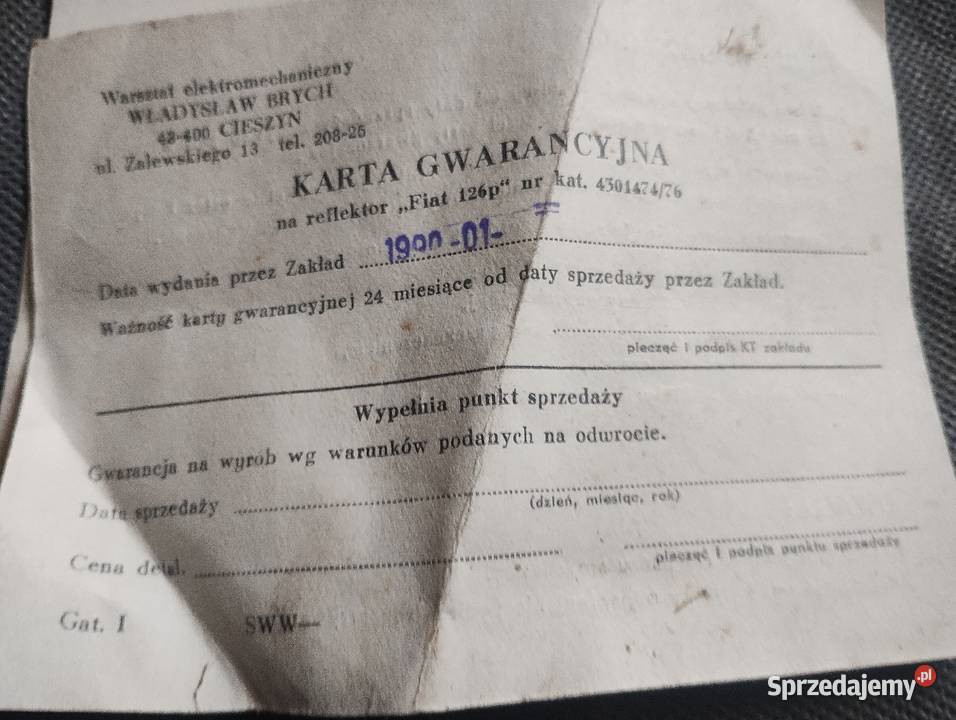 Warsztat elektromechaniczny
WŁADYSŁAW BRYCH
43-400 CIESZYN
ul. Zalewskiego 13 tel. 208-26
KARTA GWARANCYJNA
na reflektor „Fiat 126p“ nr kat. 4301474/76
Data wydania przez Zakład 1990-01-
Ważność karty gwarancyjnej 24 miesiące od daty sprzedaży przez Zakład.
pieczęć i podpis KT zakładu
Wypełnia punkt sprzedaży
Gwarancja na wyrób wg warunków podanych na odwrocie.
Data sprzedaży
(dzień, miesiąc, rok)
Cena detal.
pieczęć i podpis punktu sprzedaży
Gat. I SWW—
Sprzedajemy.pl